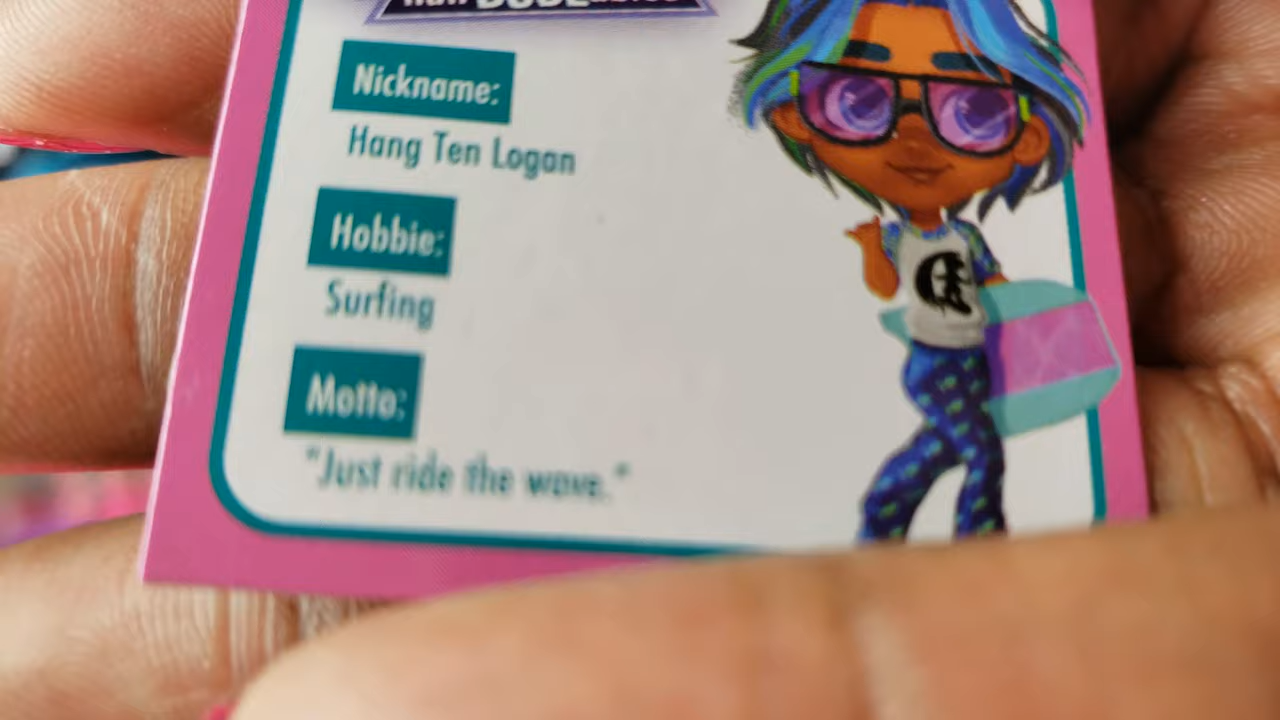 Nickname:
Hang Ten Logan
Hobbie:
Surfing
Motto:
"Just ride the wave."